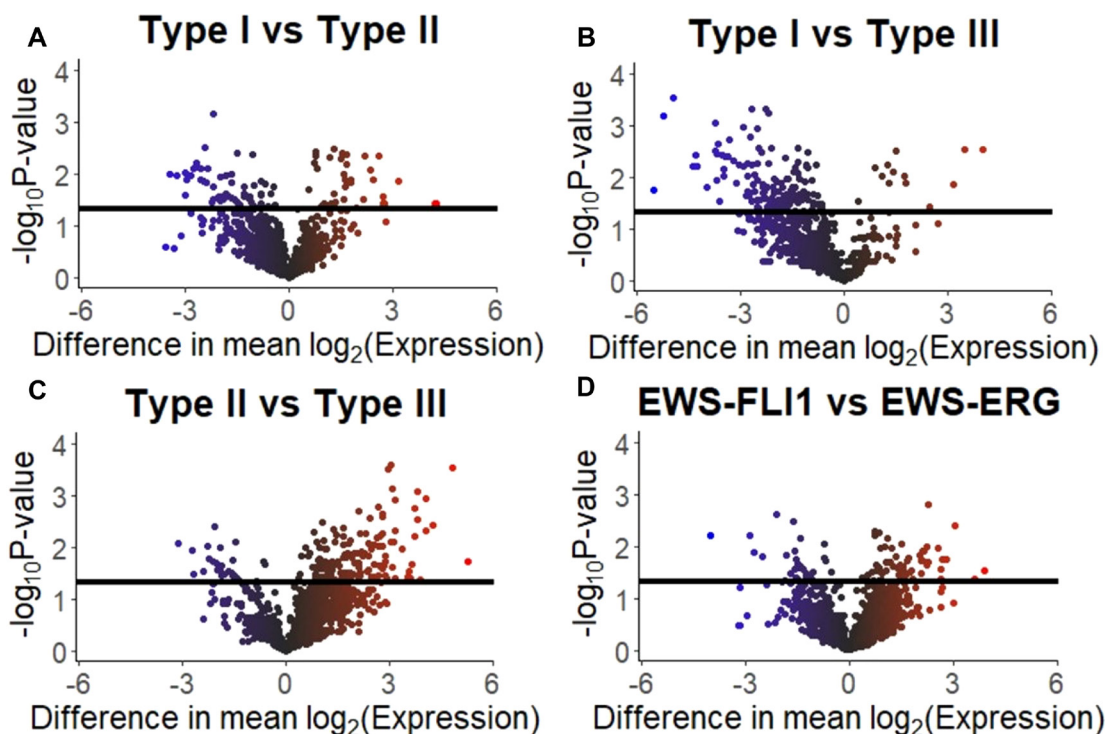 A
Type I vs Type II
-log₁₀P-value
4
3
2
1
0
-6 -3 0 3 6
Difference in mean log₂(Expression)
B
Type I vs Type III
-log₁₀P-value
4
3
2
1
0
-6 -3 0 3 6
Difference in mean log₂(Expression)
C
Type II vs Type III
-log₁₀P-value
4
3
2
1
0
-6 -3 0 3 6
Difference in mean log₂(Expression)
D
EWS-FLI1 vs EWS-ERG
-log₁₀P-value
4
3
2
1
0
-6 -3 0 3 6
Difference in mean log₂(Expression)